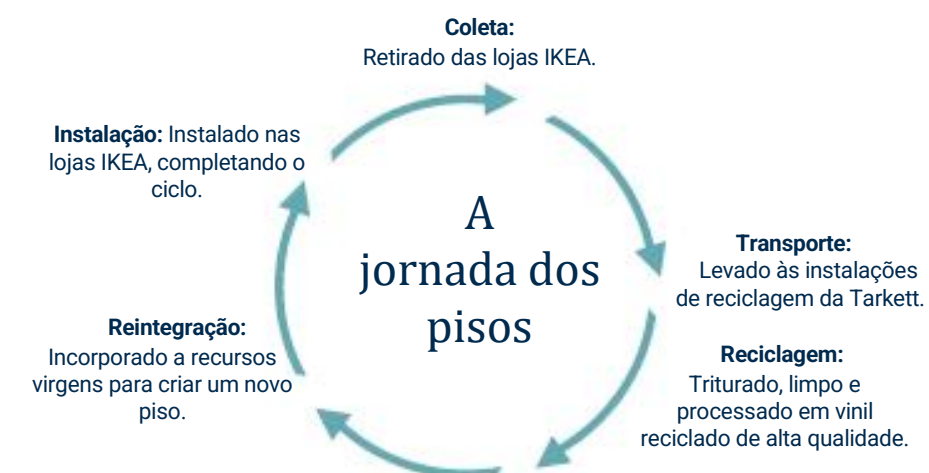 Coleta:
Retirado das lojas IKEA.
Instalação: Instalado nas
lojas IKEA, completando o
ciclo.
A
jornada dos
pisos
Transporte:
Levado às instalações
de reciclagem da Tarkett.
Reciclagem:
Triturado, limpo e
processado em vinil
reciclado de alta qualidade.
Reintegração:
Incorporado a recursos
virgens para criar um novo
piso.